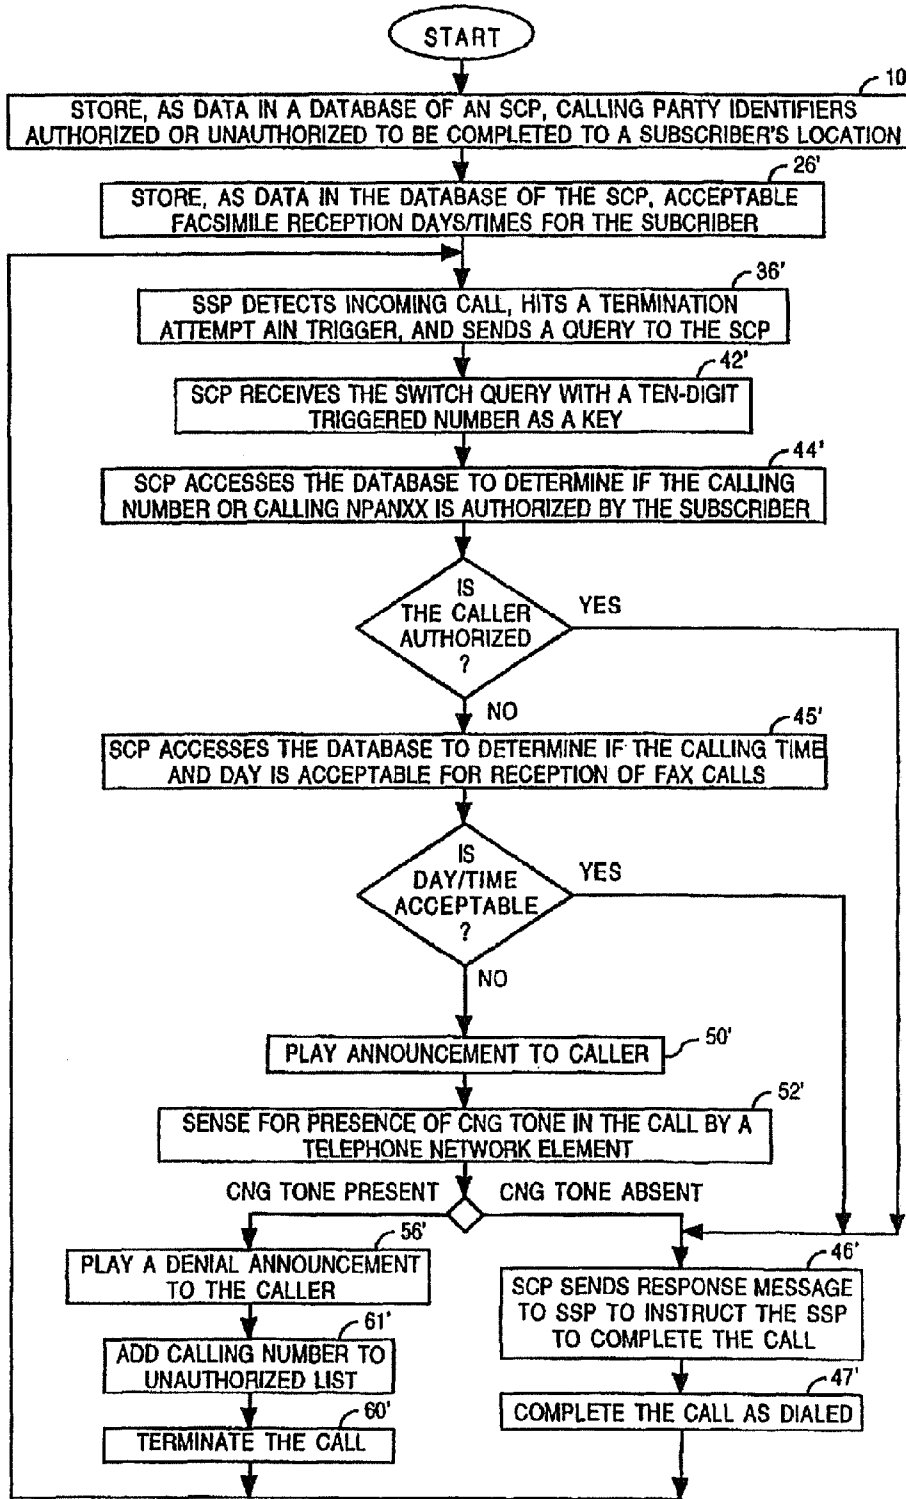 START
10
STORE, AS DATA IN A DATABASE OF AN SCP, CALLING PARTY IDENTIFIERS
AUTHORIZED OR UNAUTHORIZED TO BE COMPLETED TO A SUBSCRIBER'S LOCATION
26'
STORE, AS DATA IN THE DATABASE OF THE SCP, ACCEPTABLE
FACSIMILE RECEPTION DAYS/TIMES FOR THE SUBCRIBER
36'
SSP DETECTS INCOMING CALL, HITS A TERMINATION
ATTEMPT AIN TRIGGER, AND SENDS A QUERY TO THE SCP
42'
SCP RECEIVES THE SWITCH QUERY WITH A TEN-DIGIT
TRIGGERED NUMBER AS A KEY
44'
SCP ACCESSES THE DATABASE TO DETERMINE IF THE CALLING
NUMBER OR CALLING NPANXX IS AUTHORIZED BY THE SUBSCRIBER
IS
THE CALLER
AUTHORIZED
?
YES
NO
45'
SCP ACCESSES THE DATABASE TO DETERMINE IF THE CALLING TIME
AND DAY IS ACCEPTABLE FOR RECEPTION OF FAX CALLS
IS
DAY/TIME
ACCEPTABLE
?
YES
NO
PLAY ANNOUNCEMENT TO CALLER
50'
52'
SENSE FOR PRESENCE OF CNG TONE IN THE CALL BY A
TELEPHONE NETWORK ELEMENT
CNG TONE PRESENT
CNG TONE ABSENT
56'
PLAY A DENIAL ANNOUNCEMENT
TO THE CALLER
61'
ADD CALLING NUMBER TO
UNAUTHORIZED LIST
60'
TERMINATE THE CALL
46'
SCP SENDS RESPONSE MESSAGE
TO SSP TO INSTRUCT THE SSP
TO COMPLETE THE CALL
47'
COMPLETE THE CALL AS DIALED